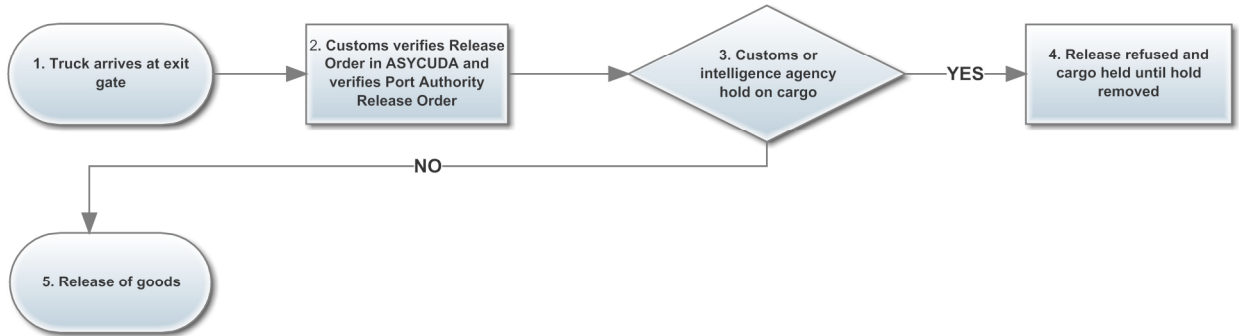 1. Truck arrives at exit
gate
2. Customs verifies Release
Order in ASYCUDA and
verifies Port Authority
Release Order
3. Customs or
intelligence agency
hold on cargo
YES
4. Release refused and
cargo held until hold
removed
NO
5. Release of goods